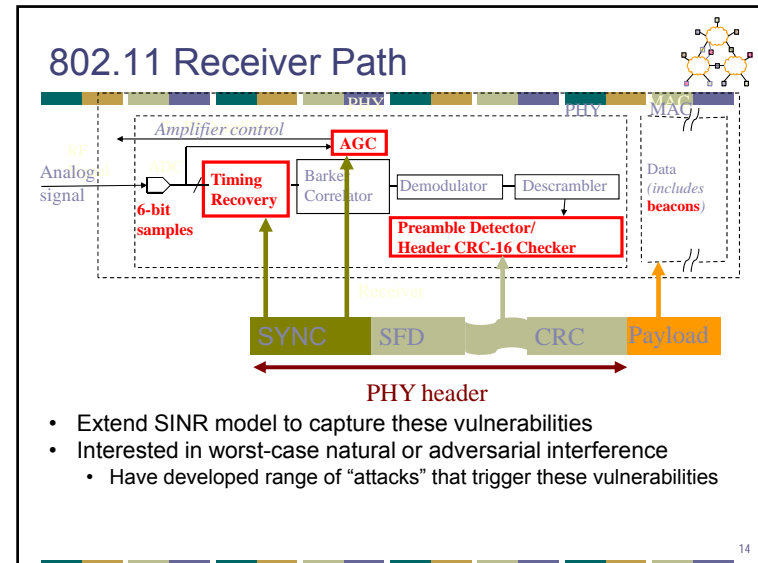 802.11 Receiver Path
PHY
PHY
MAC
MAC
Amplifier control
AGC
Analog
signal
6-bit
samples
Timing
Recovery
Barker
Correlator
Demodulator
Descrambler
Preamble Detector/
Header CRC-16 Checker
Data
(includes
beacons)
Receiver
SYNC
SFD
CRC
Payload
PHY header
• Extend SINR model to capture these vulnerabilities
• Interested in worst-case natural or adversarial interference
• Have developed range of “attacks” that trigger these vulnerabilities
14